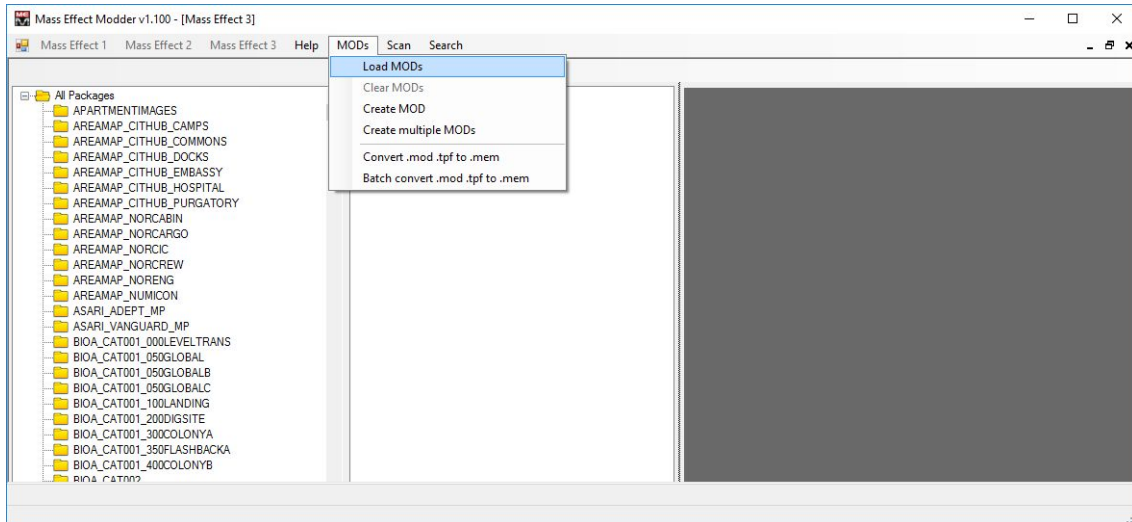 Mass Effect Modder v1.100 - [Mass Effect 3]
Mass Effect 1 Mass Effect 2 Mass Effect 3 Help MODs Scan Search
Load MODs
Clear MODs
Create MOD
Create multiple MODs
Convert .mod .tpf to .mem
Batch convert .mod .tpf to .mem
All Packages
APARTMENTIMAGES
AREAMAP_CITHUB_CAMPS
AREAMAP_CITHUB_COMMONS
AREAMAP_CITHUB_DOCKS
AREAMAP_CITHUB_EMBASSY
AREAMAP_CITHUB_HOSPITAL
AREAMAP_CITHUB_PURGATORY
AREAMAP_NORCABIN
AREAMAP_NORCARGO
AREAMAP_NORCIC
AREAMAP_NORCREW
AREAMAP_NORENG
AREAMAP_NUMICON
ASARI_ADEPT_MP
ASARI_VANGUARD_MP
BIOA_CAT001_000LEVELTRANS
BIOA_CAT001_050GLOBAL
BIOA_CAT001_050GLOBALB
BIOA_CAT001_050GLOBALC
BIOA_CAT001_100LANDING
BIOA_CAT001_200DIGSITE
BIOA_CAT001_300COLONYA
BIOA_CAT001_350FLASHBACKA
BIOA_CAT001_400COLONYB
BIOA_CAT002